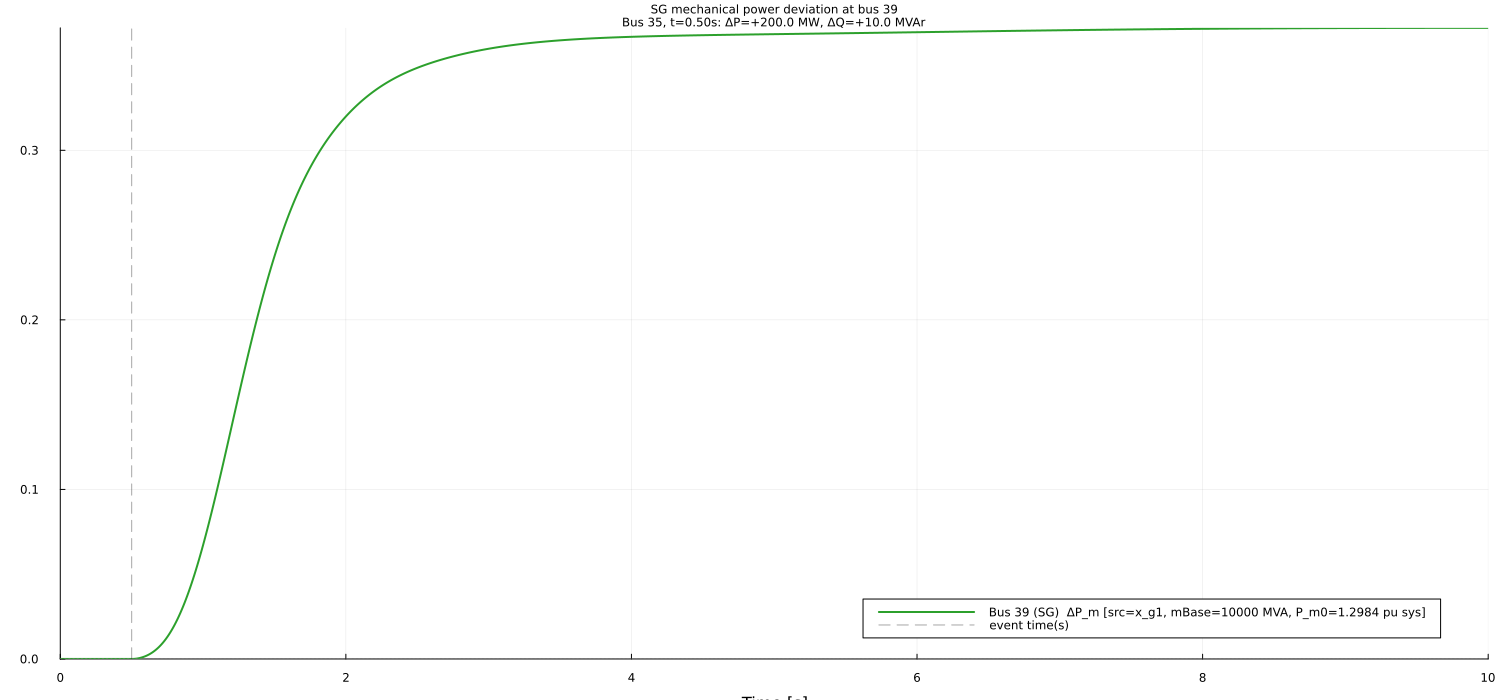 SG mechanical power deviation at bus 39
Bus 35, t=0.50s: ΔP=+200.0 MW, ΔQ=+10.0 MVAr
0.3
0.2
0.1
0.0
Bus 39 (SG)  ΔP_m [src=x_g1, mBase=10000 MVA, P_m0=1.2984 pu sys]
event time(s)
0 2 4 6 8 10
Time [s]